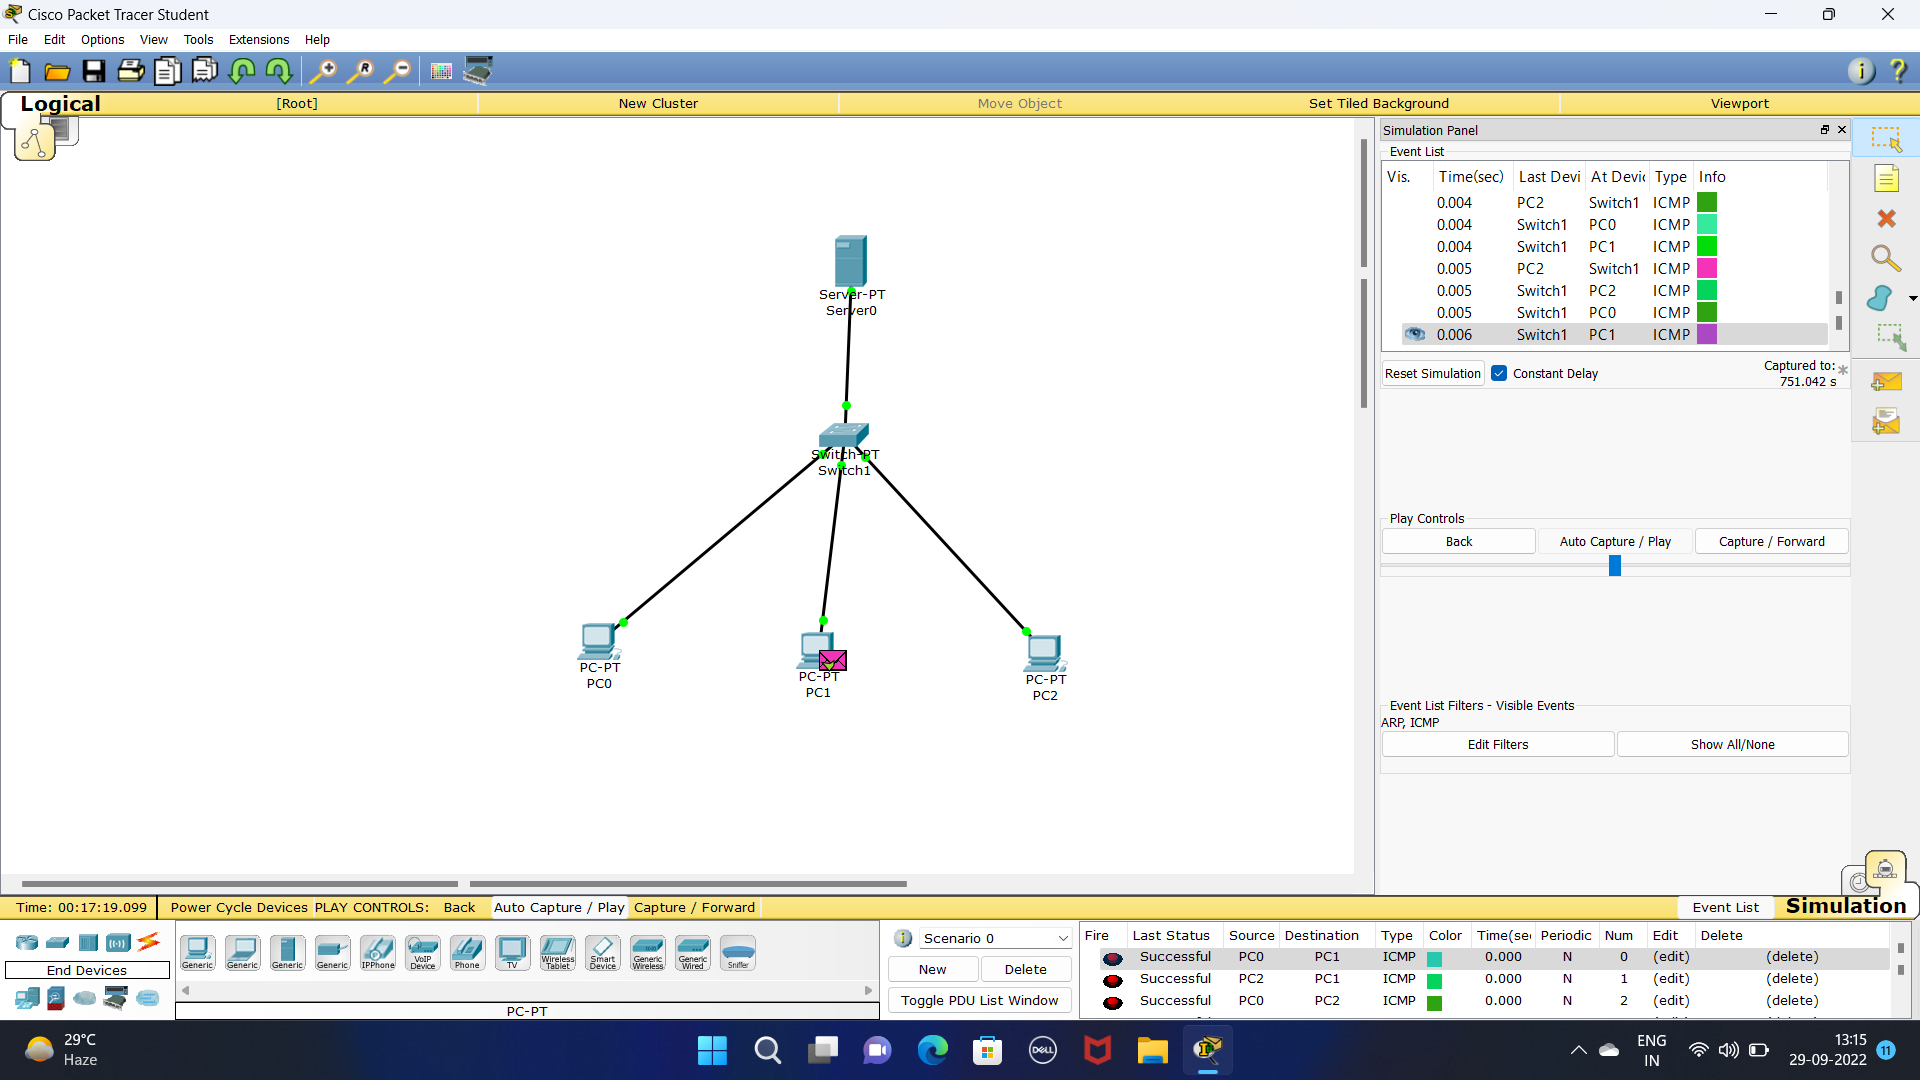 Cisco Packet Tracer Student
File Edit Options View Tools Extensions Help
Logical [Root] New Cluster Move Object Set Tiled Background Viewport
Server-PT
Server0
Switch-PT
Switch1
PC-PT
PC0
PC-PT
PC1
PC-PT
PC2
Simulation Panel
Event List
Vis. Time(sec) Last Devi At Devic Type Info
0.004 PC2 Switch1 ICMP
0.004 Switch1 PC0 ICMP
0.004 Switch1 PC1 ICMP
0.005 PC2 Switch1 ICMP
0.005 Switch1 PC2 ICMP
0.005 Switch1 PC0 ICMP
0.006 Switch1 PC1 ICMP
Reset Simulation Constant Delay Captured to: *
751.042 s
Play Controls
Back Auto Capture / Play Capture / Forward
Event List Filters - Visible Events
ARP, ICMP
Edit Filters Show All/None
Time: 00:17:19.099 Power Cycle Devices PLAY CONTROLS: Back Auto Capture / Play Capture / Forward Event List Simulation
End Devices
Generic Generic Generic Generic IPPhone VoIP Device Phone TV Wireless Tablet Smart Device Generic Wireless Generic Wired Sniffer
PC-PT
Scenario 0
New Delete
Toggle PDU List Window
Fire Last Status Source Destination Type Color Time(sec Periodic Num Edit Delete
Successful PC0 PC1 ICMP 0.000 N 0 (edit) (delete)
Successful PC2 PC1 ICMP 0.000 N 1 (edit) (delete)
Successful PC0 PC2 ICMP 0.000 N 2 (edit) (delete)
29°C
Haze
DELL
ENG
IN
13:15
29-09-2022
11